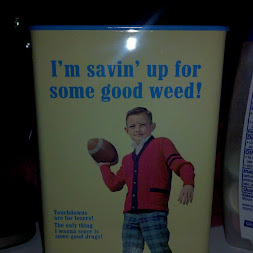 I'm savin' up for
some good weed!
Touchdowns
are for losers!
The only thing
I wanna score is
some good drugs!